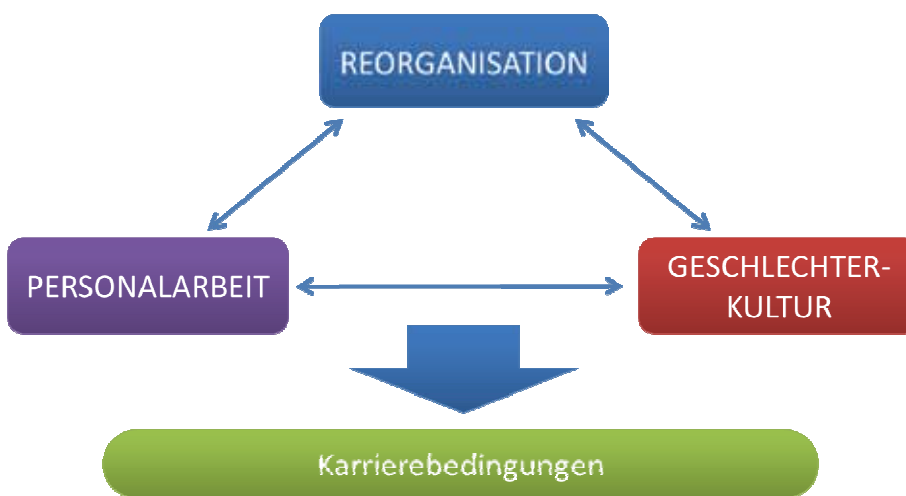 REORGANISATION
PERSONALARBEIT
GESCHLECHTER-
KULTUR
Karrierebedingungen